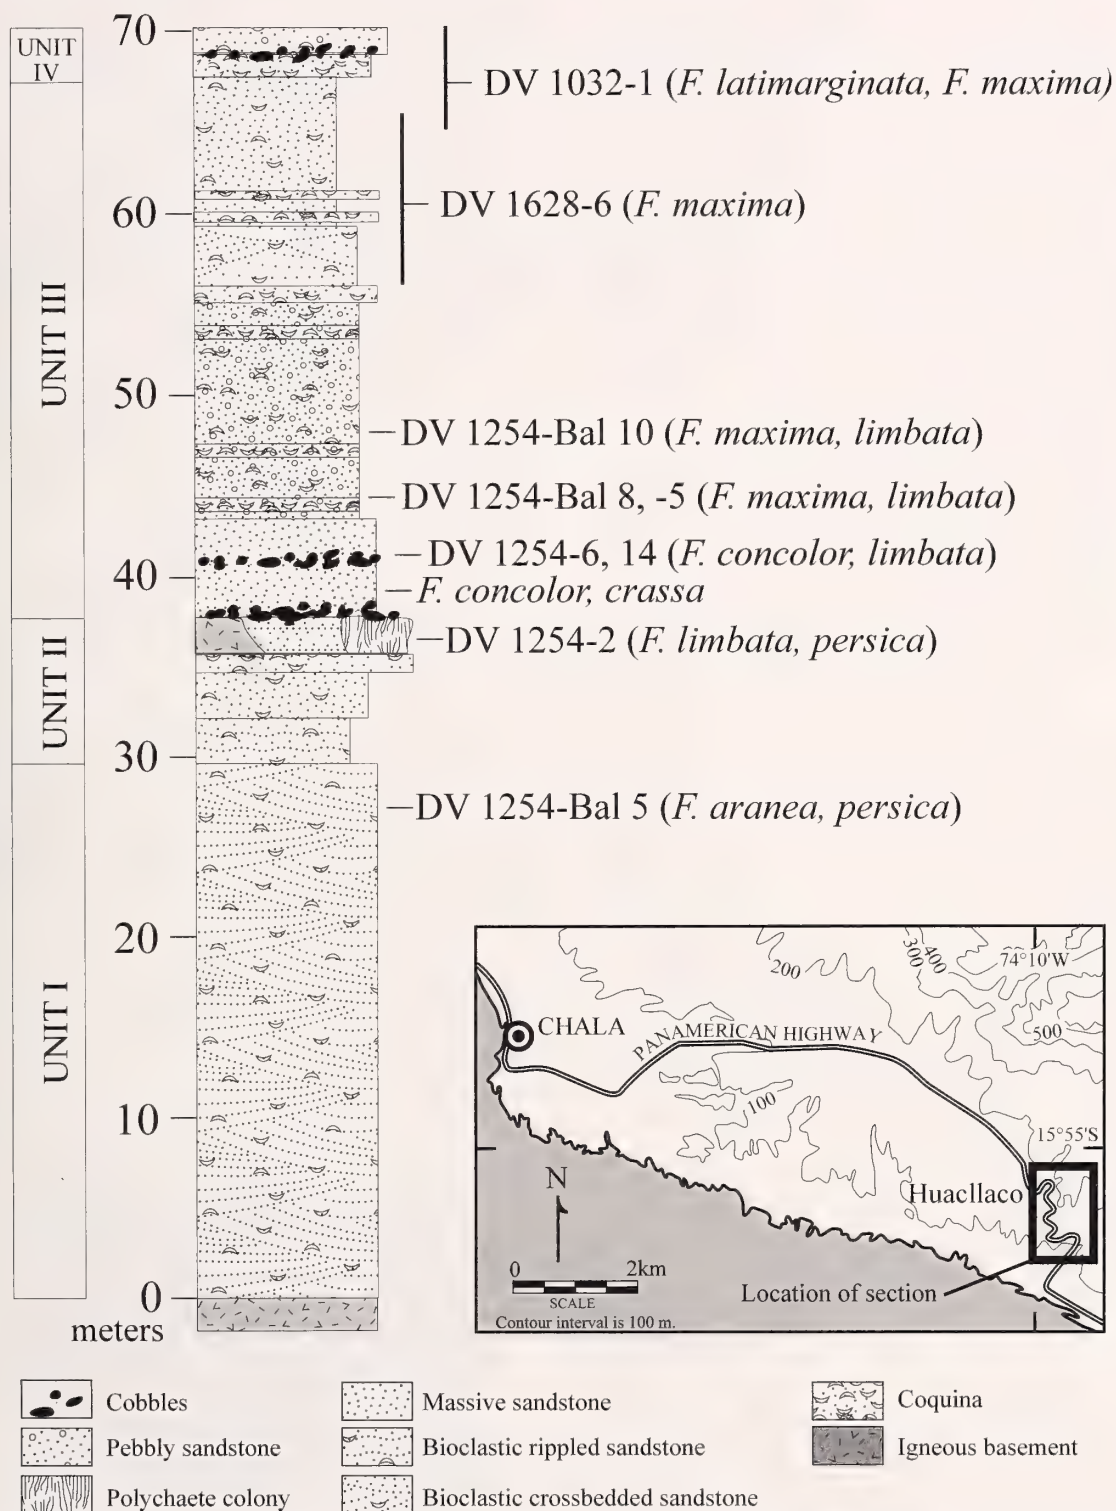 70
UNIT
IV
DV 1032-1 (F. latimarginata, F. maxima)
60
DV 1628-6 (F. maxima)
UNIT III
50
DV 1254-Bal 10 (F. maxima, limbata)
DV 1254-Bal 8, -5 (F. maxima, limbata)
DV 1254-6, 14 (F. concolor, limbata)
40
F. concolor, crassa
DV 1254-2 (F. limbata, persica)
UNIT II
30
DV 1254-Bal 5 (F. aranea, persica)
20
UNIT I
10
0
meters
200
300
400
74°10'W
500
CHALA
PANAMERICAN HIGHWAY
100
15°55'S
Huacllaco
N
0 2km
SCALE
Contour interval is 100 m.
Location of section
Cobbles
Massive sandstone
Coquina
Pebbly sandstone
Bioclastic rippled sandstone
Igneous basement
Polychaete colony
Bioclastic crossbedded sandstone